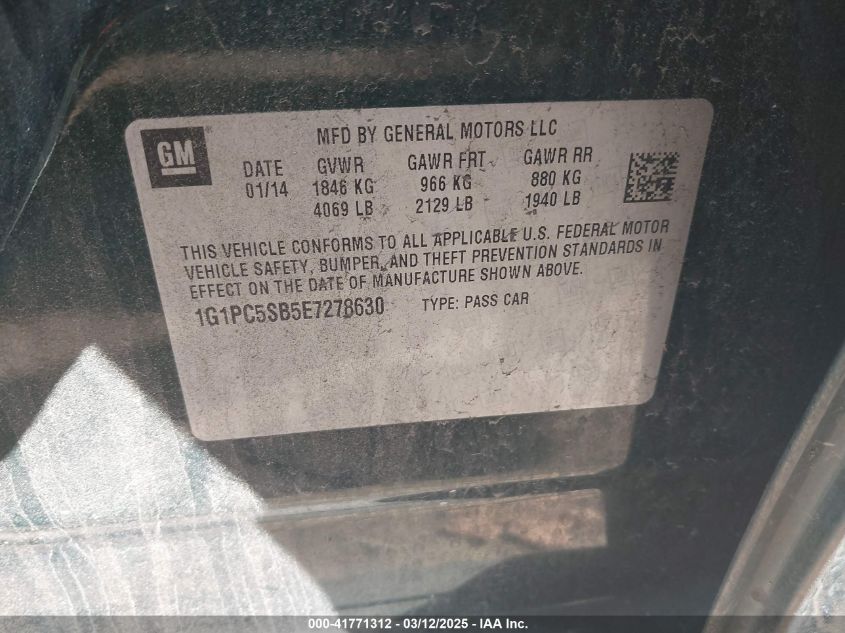 GM
MFD BY GENERAL MOTORS LLC
DATE GVWR GAWR FRT GAWR RR
01/14 1846 KG 966 KG 880 KG
4069 LB 2129 LB 1940 LB
THIS VEHICLE CONFORMS TO ALL APPLICABLE U.S. FEDERAL MOTOR
VEHICLE SAFETY, BUMPER, AND THEFT PREVENTION STANDARDS IN
EFFECT ON THE DATE OF MANUFACTURE SHOWN ABOVE.
1G1PC5SB5E7278630 TYPE: PASS CAR
000-41771312 - 03/12/2025 - IAA Inc.